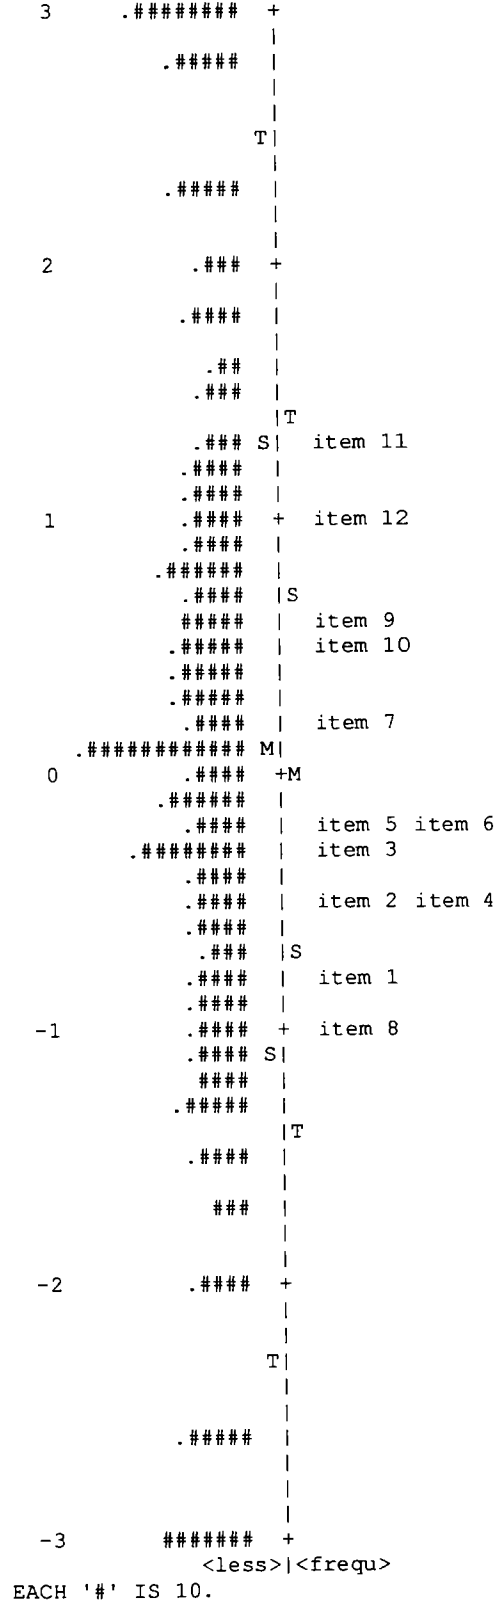 3 .######## +
|
.##### |
|
|
T|
|
.##### |
|
|
2 .### +
|
.#### |
|
.## |
.### |
|T
.### S| item 11
.#### |
.#### |
1 .#### + item 12
.#### |
.###### |
.#### |S
##### | item 9
.##### | item 10
.##### |
.##### |
.#### | item 7
.############ M|
0 .#### +M
.###### |
.#### | item 5 item 6
.######## | item 3
.#### |
.#### | item 2 item 4
.#### |
.### |S
.#### | item 1
.#### |
-1 .#### + item 8
.#### S|
#### |
.##### |
|T
.#### |
|
### |
|
|
-2 .#### +
|
|
T|
|
|
.##### |
|
|
|
-3 ####### +
<less>|<frequ>
EACH '#' IS 10.